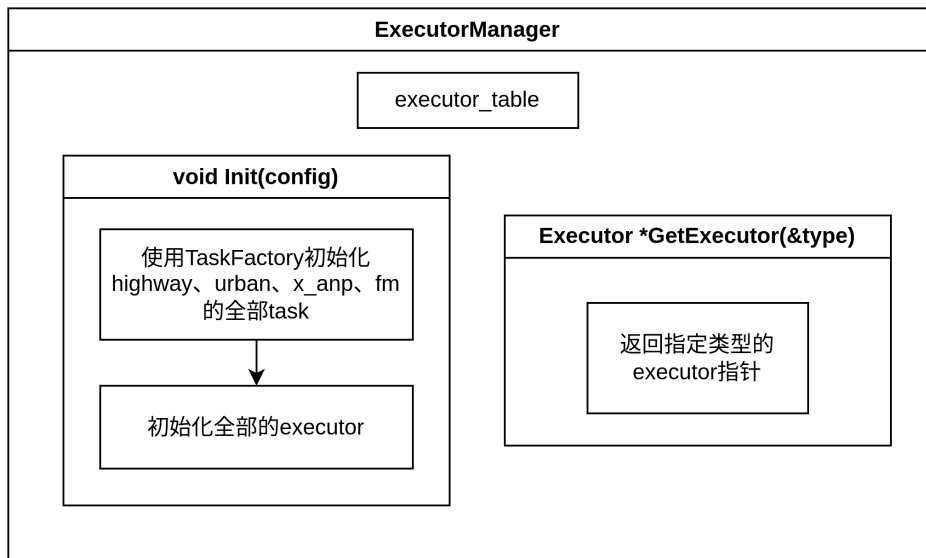 ExecutorManager
executor_table
void Init(config)
使用TaskFactory初始化
highway、urban、x_anp、fm
的全部task
初始化全部的executor
Executor *GetExecutor(&type)
返回指定类型的
executor指针